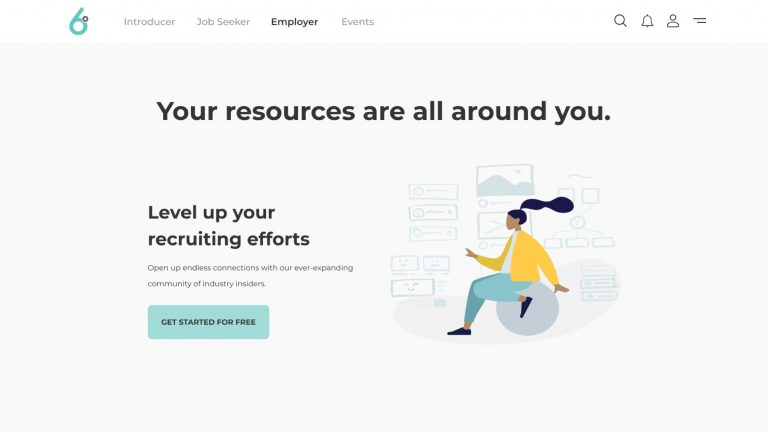 6°
Introducer
Job Seeker
Employer
Events
Your resources are all around you.
Level up your
recruiting efforts
Open up endless connections with our ever-expanding
community of industry insiders.
GET STARTED FOR FREE